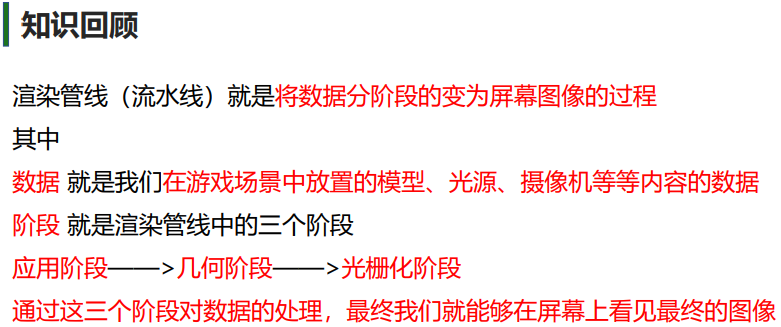 知识回顾
渲染管线（流水线）就是将数据分阶段的变为屏幕图像的过程
其中
数据 就是我们在游戏场景中放置的模型、光源、摄像机等等内容的数据
阶段 就是渲染管线中的三个阶段
应用阶段——>几何阶段——>光栅化阶段
通过这三个阶段对数据的处理，最终我们就能够在屏幕上看见最终的图像